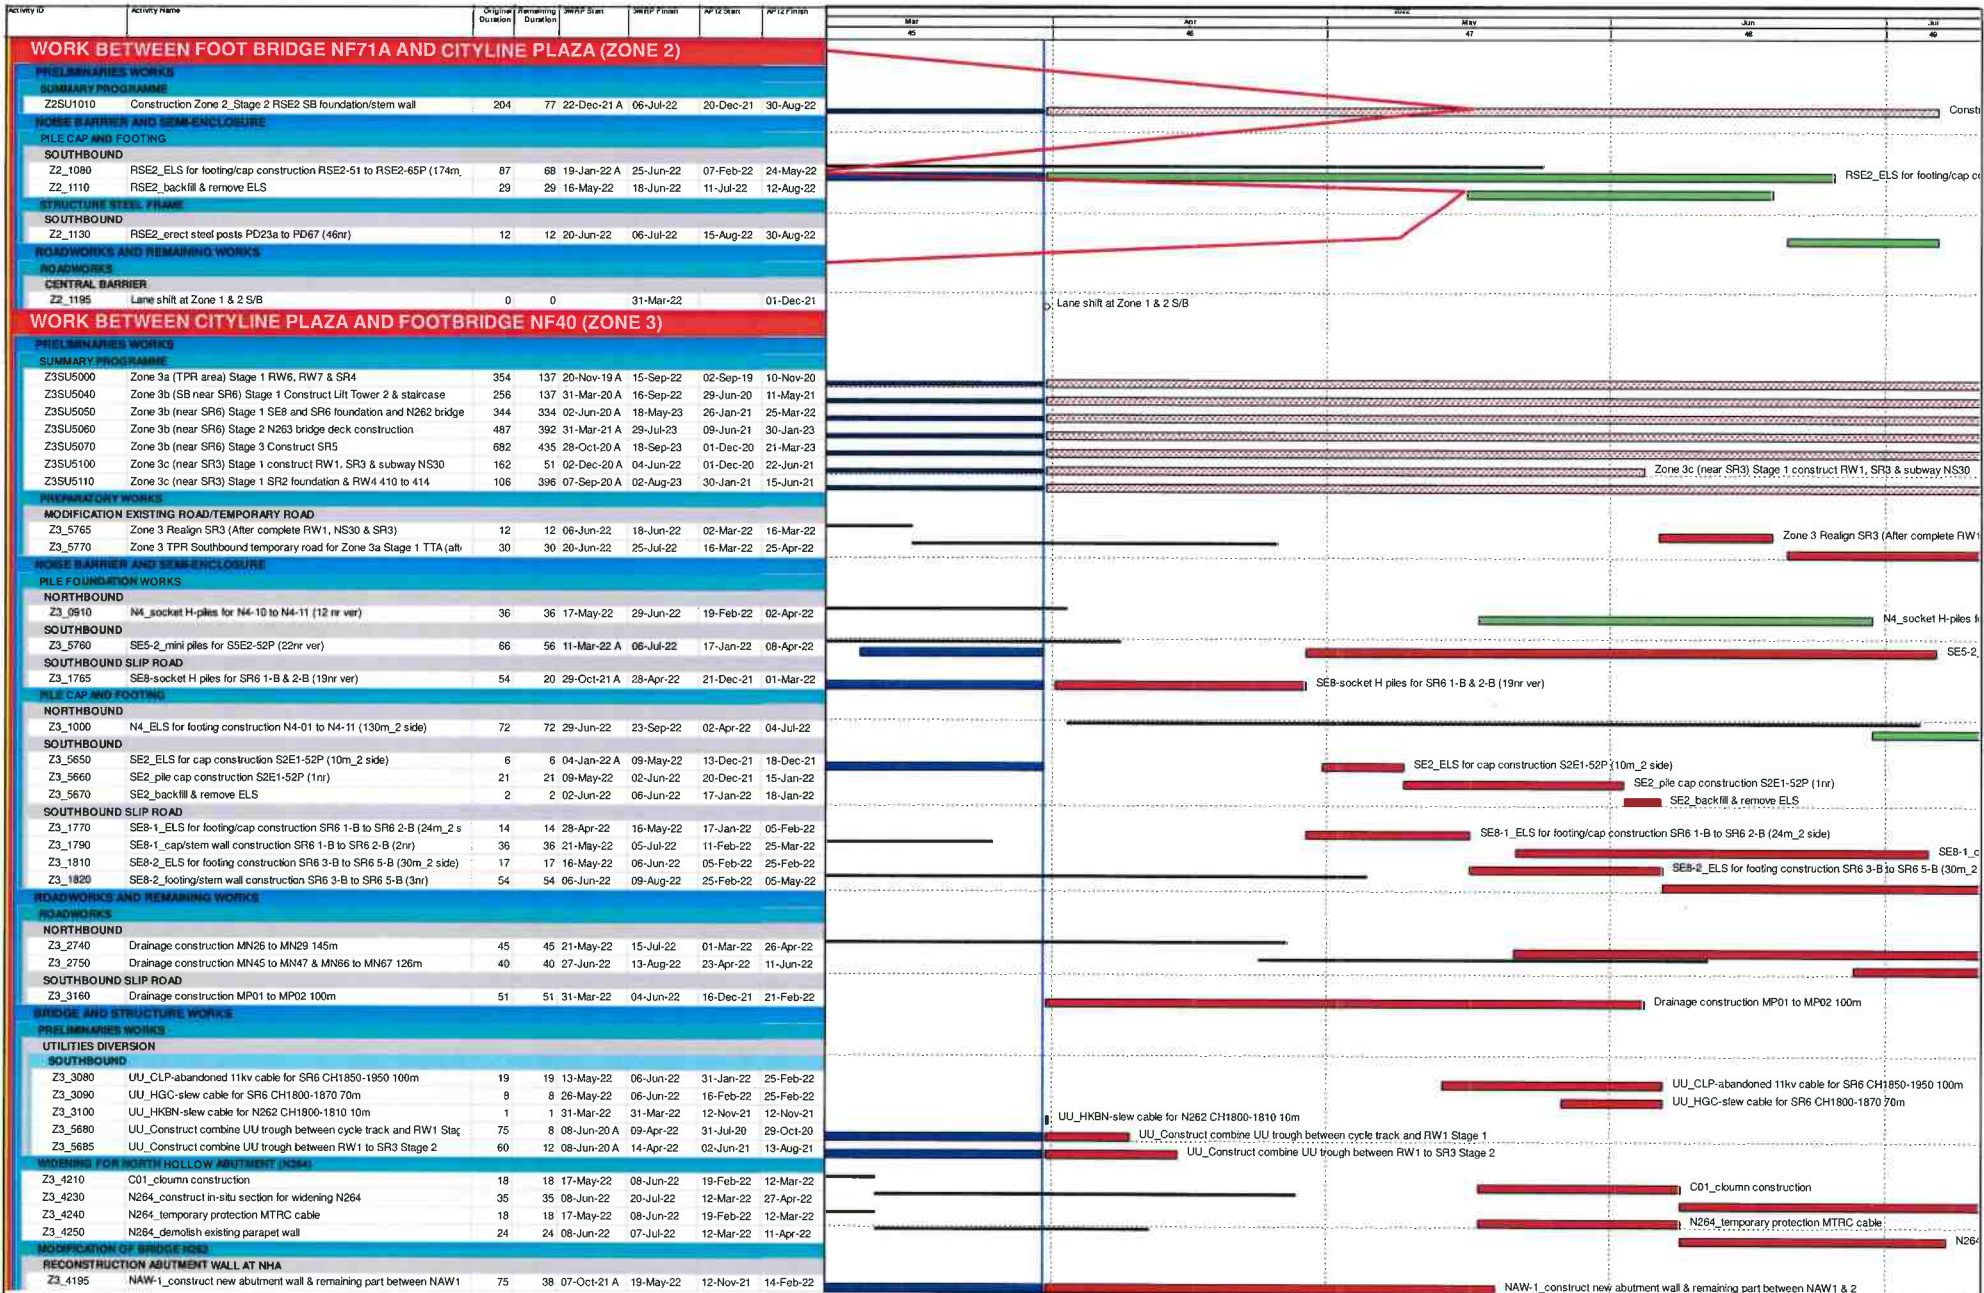 Activity ID Activity Name Original Duration Remaining Duration 3MRP Start 3MRP Finish AP12 Start AP12 Finish 2022
Mar Apr May Jun Jul
45 46 47 48 49
WORK BETWEEN FOOT BRIDGE NF71A AND CITYLINE PLAZA (ZONE 2)
PRELIMINARIES WORKS
SUMMARY PROGRAMME
Z2SU1010 Construction Zone 2_Stage 2 RSE2 SB foundation/stem wall 204 77 22-Dec-21 A 06-Jul-22 20-Dec-21 30-Aug-22 Constr
NOISE BARRIER AND SEMI-ENCLOSURE
PILE CAP AND FOOTING
SOUTHBOUND
Z2_1080 RSE2_ELS for footing/cap construction RSE2-51 to RSE2-65P (174m_ 87 68 19-Jan-22 A 25-Jun-22 07-Feb-22 24-May-22 RSE2_ELS for footing/cap co
Z2_1110 RSE2_backfill & remove ELS 29 29 16-May-22 18-Jun-22 11-Jul-22 12-Aug-22
STRUCTURE STEEL FRAME
SOUTHBOUND
Z2_1130 RSE2_erect steel posts PD23a to PD67 (46nr) 12 12 20-Jun-22 06-Jul-22 15-Aug-22 30-Aug-22
ROADWORKS AND REMAINING WORKS
ROADWORKS
CENTRAL BARRIER
Z2_1195 Lane shift at Zone 1 & 2 S/B 0 0 31-Mar-22 01-Dec-21 Lane shift at Zone 1 & 2 S/B
WORK BETWEEN CITYLINE PLAZA AND FOOTBRIDGE NF40 (ZONE 3)
PRELIMINARIES WORKS
SUMMARY PROGRAMME
Z3SU5000 Zone 3a (TPR area) Stage 1 RW6, RW7 & SR4 354 137 20-Nov-19 A 15-Sep-22 02-Sep-19 10-Nov-20
Z3SU5040 Zone 3b (SB near SR6) Stage 1 Construct Lift Tower 2 & staircase 256 137 31-Mar-20 A 16-Sep-22 29-Jun-20 11-May-21
Z3SU5050 Zone 3b (near SR6) Stage 1 SE8 and SR6 foundation and N262 bridge 344 334 02-Jun-20 A 18-May-23 26-Jan-21 25-Mar-22
Z3SU5060 Zone 3b (near SR6) Stage 2 N263 bridge deck construction 487 392 31-Mar-21 A 29-Jul-23 09-Jun-21 30-Jan-23
Z3SU5070 Zone 3b (near SR6) Stage 3 Construct SR5 682 435 28-Oct-20 A 18-Sep-23 01-Dec-20 21-Mar-23
Z3SU5100 Zone 3c (near SR3) Stage 1 construct RW1, SR3 & subway NS30 162 51 02-Dec-20 A 04-Jun-22 01-Dec-20 22-Jun-21 Zone 3c (near SR3) Stage 1 construct RW1, SR3 & subway NS30
Z3SU5110 Zone 3c (near SR3) Stage 1 SR2 foundation & RW4 410 to 414 106 396 07-Sep-20 A 02-Aug-23 30-Jan-21 15-Jun-21
PREPARATORY WORKS
MODIFICATION EXISTING ROAD/TEMPORARY ROAD
Z3_5765 Zone 3 Realign SR3 (After complete RW1, NS30 & SR3) 12 12 06-Jun-22 18-Jun-22 02-Mar-22 16-Mar-22 Zone 3 Realign SR3 (After complete RW1
Z3_5770 Zone 3 TPR Southbound temporary road for Zone 3a Stage 1 TTA (afte 30 30 20-Jun-22 25-Jul-22 16-Mar-22 25-Apr-22
NOISE BARRIER AND SEMI-ENCLOSURE
PILE FOUNDATION WORKS
NORTHBOUND
Z3_0910 N4_socket H-piles for N4-10 to N4-11 (12 nr ver) 36 36 17-May-22 29-Jun-22 19-Feb-22 02-Apr-22 N4_socket H-piles f
SOUTHBOUND
Z3_5760 SE5-2_mini piles for S5E2-52P (22nr ver) 66 56 11-Mar-22 A 06-Jul-22 17-Jan-22 08-Apr-22 SE5-2_
SOUTHBOUND SLIP ROAD
Z3_1765 SE8-socket H piles for SR6 1-B & 2-B (19nr ver) 54 20 29-Oct-21 A 28-Apr-22 21-Dec-21 01-Mar-22 SE8-socket H piles for SR6 1-B & 2-B (19nr ver)
PILE CAP AND FOOTING
NORTHBOUND
Z3_1000 N4_ELS for footing construction N4-01 to N4-11 (130m_2 side) 72 72 29-Jun-22 23-Sep-22 02-Apr-22 04-Jul-22
SOUTHBOUND
Z3_5650 SE2_ELS for cap construction S2E1-52P (10m_2 side) 6 6 04-Jan-22 A 09-May-22 13-Dec-21 18-Dec-21 SE2_ELS for cap construction S2E1-52P (10m_2 side)
Z3_5660 SE2_pile cap construction S2E1-52P (1nr) 21 21 09-May-22 02-Jun-22 20-Dec-21 15-Jan-22 SE2_pile cap construction S2E1-52P (1nr)
Z3_5670 SE2_backfill & remove ELS 2 2 02-Jun-22 06-Jun-22 17-Jan-22 18-Jan-22 SE2_backfill & remove ELS
SOUTHBOUND SLIP ROAD
Z3_1770 SE8-1_ELS for footing/cap construction SR6 1-B to SR6 2-B (24m_2 s 14 14 28-Apr-22 16-May-22 17-Jan-22 05-Feb-22 SE8-1_ELS for footing/cap construction SR6 1-B to SR6 2-B (24m_2 side)
Z3_1790 SE8-1_cap/stem wall construction SR6 1-B to SR6 2-B (2nr) 36 36 21-May-22 05-Jul-22 11-Feb-22 25-Mar-22 SE8-1_c
Z3_1810 SE8-2_ELS for footing construction SR6 3-B to SR6 5-B (30m_2 side) 17 17 16-May-22 06-Jun-22 05-Feb-22 25-Feb-22 SE8-2_ELS for footing construction SR6 3-B to SR6 5-B (30m_2
Z3_1820 SE8-2_footing/stem wall construction SR6 3-B to SR6 5-B (3nr) 54 54 06-Jun-22 09-Aug-22 25-Feb-22 05-May-22
ROADWORKS AND REMAINING WORKS
ROADWORKS
NORTHBOUND
Z3_2740 Drainage construction MN26 to MN29 145m 45 45 21-May-22 15-Jul-22 01-Mar-22 26-Apr-22
Z3_2750 Drainage construction MN45 to MN47 & MN66 to MN67 126m 40 40 27-Jun-22 13-Aug-22 23-Apr-22 11-Jun-22
SOUTHBOUND SLIP ROAD
Z3_3160 Drainage construction MP01 to MP02 100m 51 51 31-Mar-22 04-Jun-22 16-Dec-21 21-Feb-22 Drainage construction MP01 to MP02 100m
BRIDGE AND STRUCTURE WORKS
PRELIMINARIES WORKS
UTILITIES DIVERSION
SOUTHBOUND
Z3_3080 UU_CLP-abandoned 11kv cable for SR6 CH1850-1950 100m 19 19 13-May-22 06-Jun-22 31-Jan-22 25-Feb-22 UU_CLP-abandoned 11kv cable for SR6 CH1850-1950 100m
Z3_3090 UU_HGC-slew cable for SR6 CH1800-1870 70m 8 8 26-May-22 06-Jun-22 16-Feb-22 25-Feb-22 UU_HGC-slew cable for SR6 CH1800-1870 70m
Z3_3100 UU_HKBN-slew cable for N262 CH1800-1810 10m 1 1 31-Mar-22 31-Mar-22 12-Nov-21 12-Nov-21 UU_HKBN-slew cable for N262 CH1800-1810 10m
Z3_5680 UU_Construct combine UU trough between cycle track and RW1 Stag 75 8 08-Jun-20 A 09-Apr-22 31-Jul-20 29-Oct-20 UU_Construct combine UU trough between cycle track and RW1 Stage 1
Z3_5685 UU_Construct combine UU trough between RW1 to SR3 Stage 2 60 12 08-Jun-20 A 14-Apr-22 02-Jun-21 13-Aug-21 UU_Construct combine UU trough between RW1 to SR3 Stage 2
WIDENING FOR NORTH HOLLOW ABUTMENT (N264)
Z3_4210 C01_cloumn construction 18 18 17-May-22 08-Jun-22 19-Feb-22 12-Mar-22 C01_cloumn construction
Z3_4230 N264_construct in-situ section for widening N264 35 35 08-Jun-22 20-Jul-22 12-Mar-22 27-Apr-22
Z3_4240 N264_temporary protection MTRC cable 18 18 17-May-22 08-Jun-22 19-Feb-22 12-Mar-22 N264_temporary protection MTRC cable
Z3_4250 N264_demolish existing parapet wall 24 24 08-Jun-22 07-Jul-22 12-Mar-22 11-Apr-22 N264
MODIFICATION OF BRIDGE N263
RECONSTRUCTION ABUTMENT WALL AT NHA
Z3_4195 NAW-1_construct new abutment wall & remaining part between NAW1 75 38 07-Oct-21 A 19-May-22 12-Nov-21 14-Feb-22 NAW-1_construct new abutment wall & remaining part between NAW1 & 2